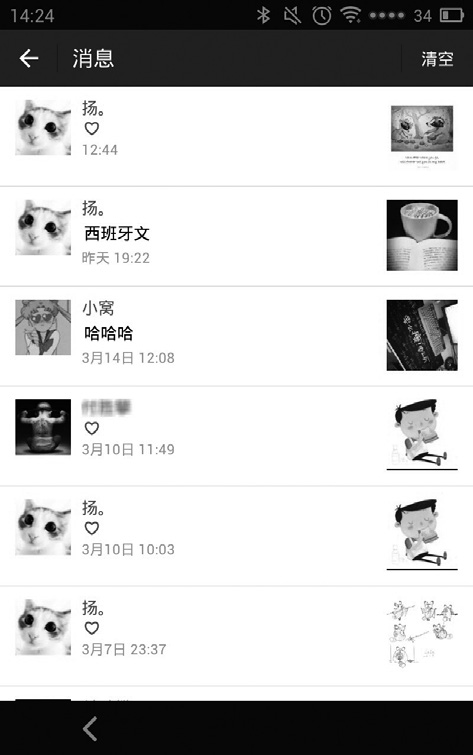 14:24
34
消息
清空
扬。
12:44
扬。
西班牙文
昨天 19:22
小窝
哈哈哈
3月14日 12:08
3月10日 11:49
扬。
3月10日 10:03
扬。
3月7日 23:37